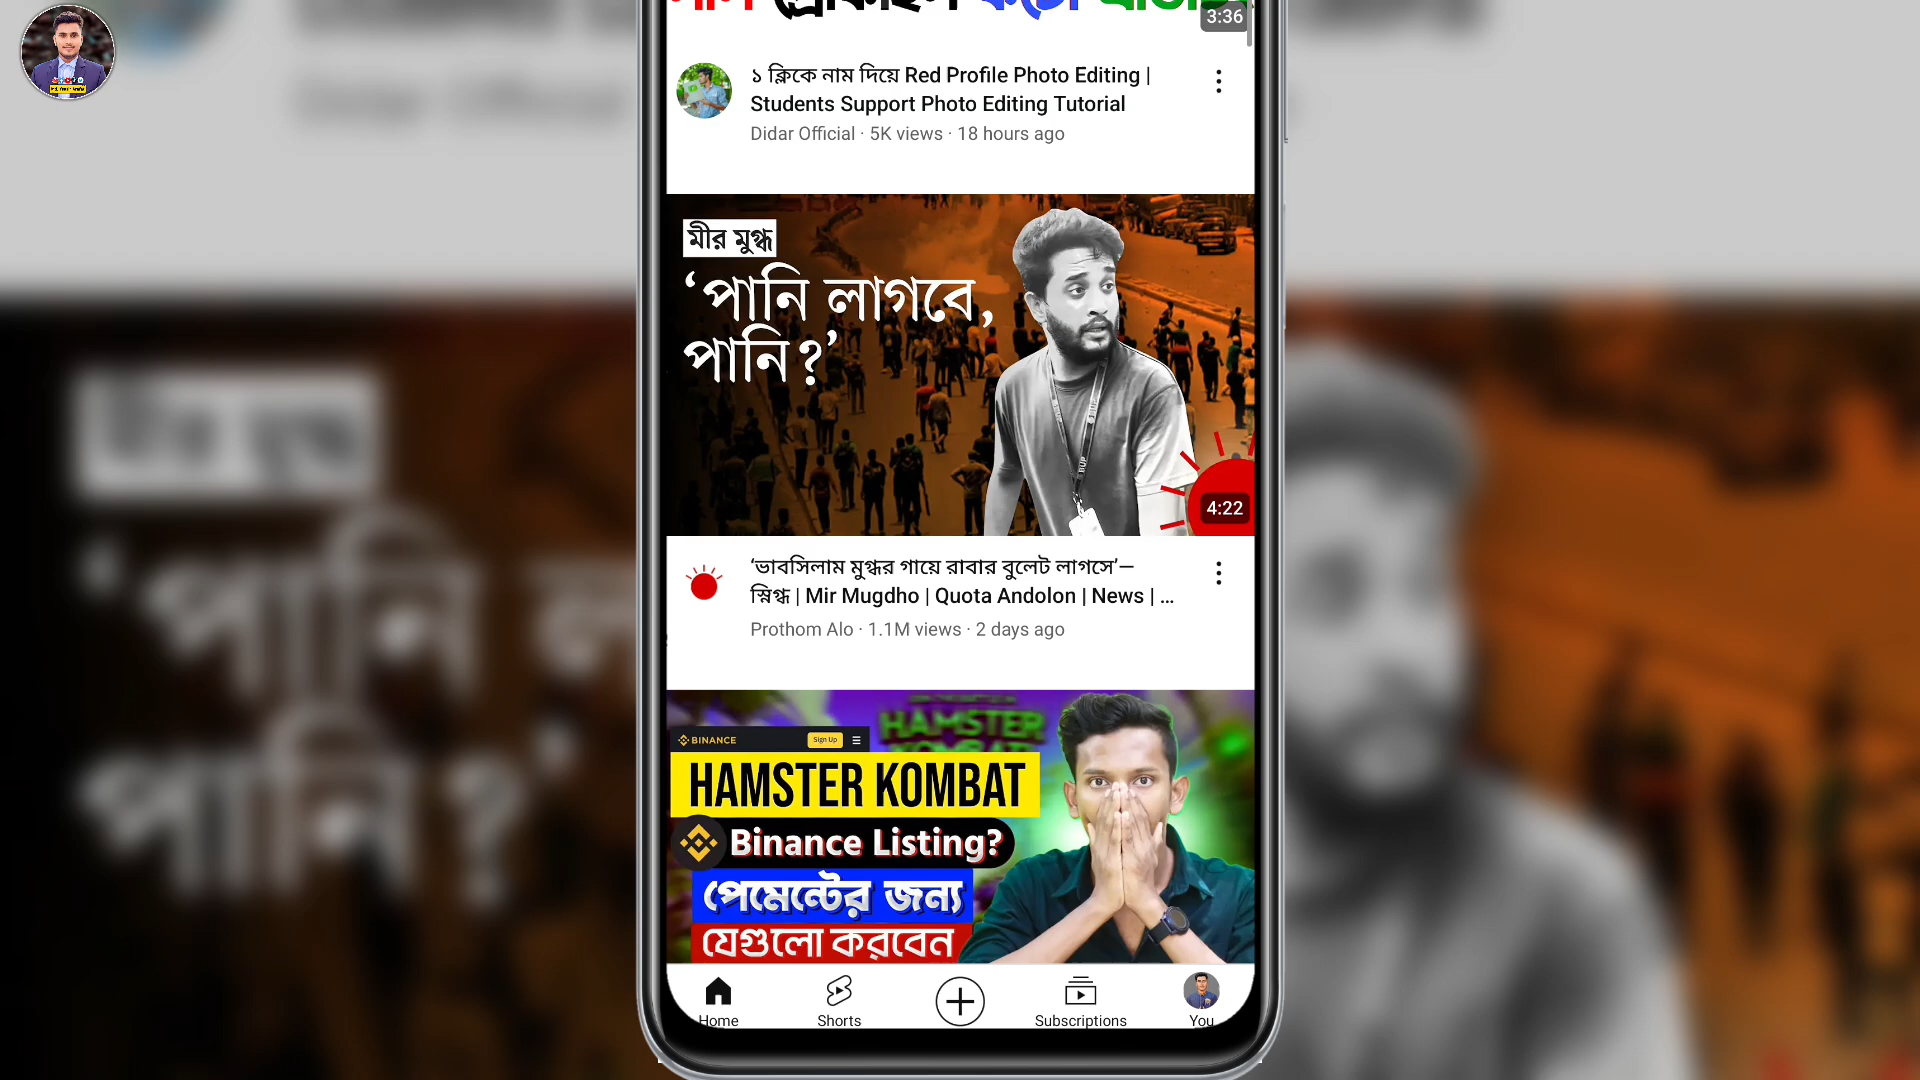 3:36
১ ক্লিকে নাম দিয়ে Red Profile Photo Editing |
Students Support Photo Editing Tutorial
Didar Official · 5K views · 18 hours ago
মীর মুগ্ধ
‘পানি লাগবে,
পানি?’
4:22
‘ভাবসিলাম মুগ্ধর গায়ে রাবার বুলেট লাগসে’—
স্নিগ্ধ | Mir Mugdho | Quota Andolon | News | ...
Prothom Alo · 1.1M views · 2 days ago
HAMSTER
BINANCE
Sign Up
HAMSTER KOMBAT
Binance Listing?
পেমেন্টের জন্য
যেগুলো করবেন
Home
Shorts
Subscriptions
You